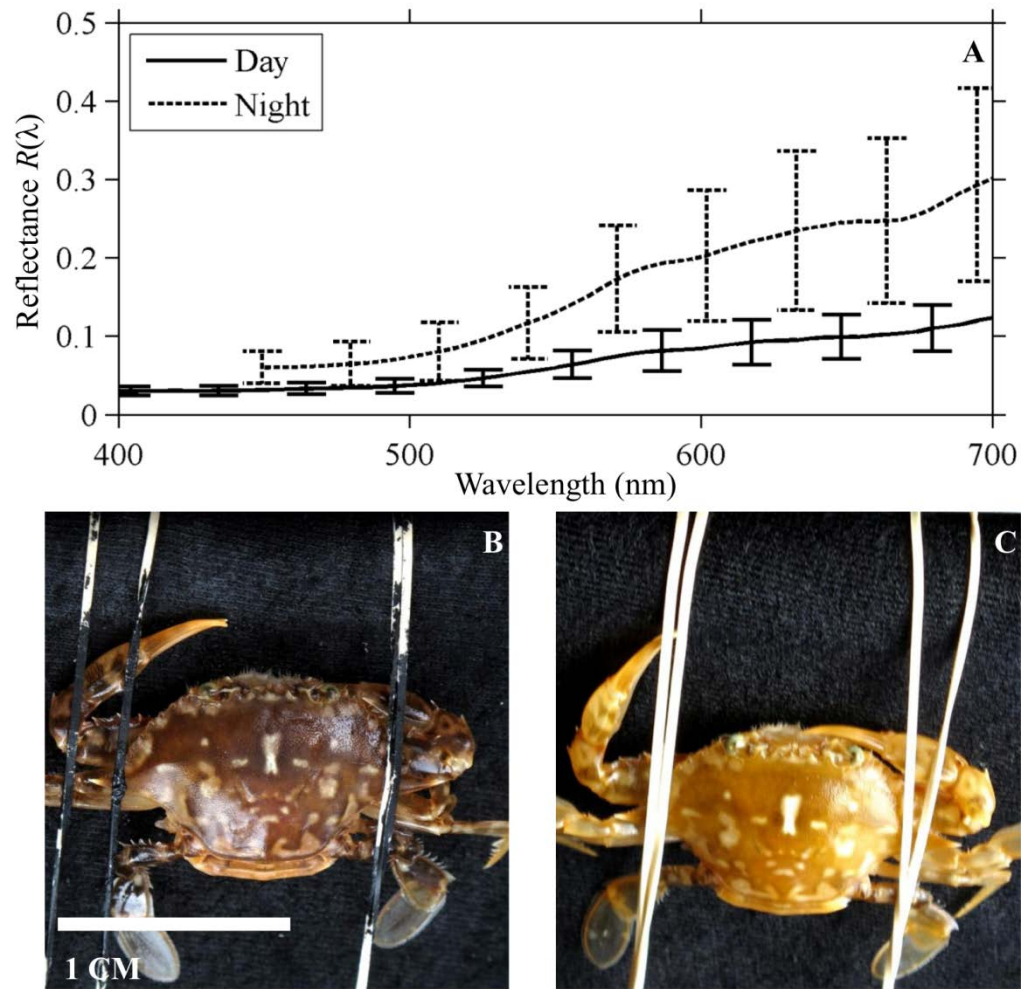 0.5
A
Day
Night
0.4
0.3
0.2
0.1
0
Reflectance R(λ)
400
500
600
700
Wavelength (nm)
B
C
1 CM